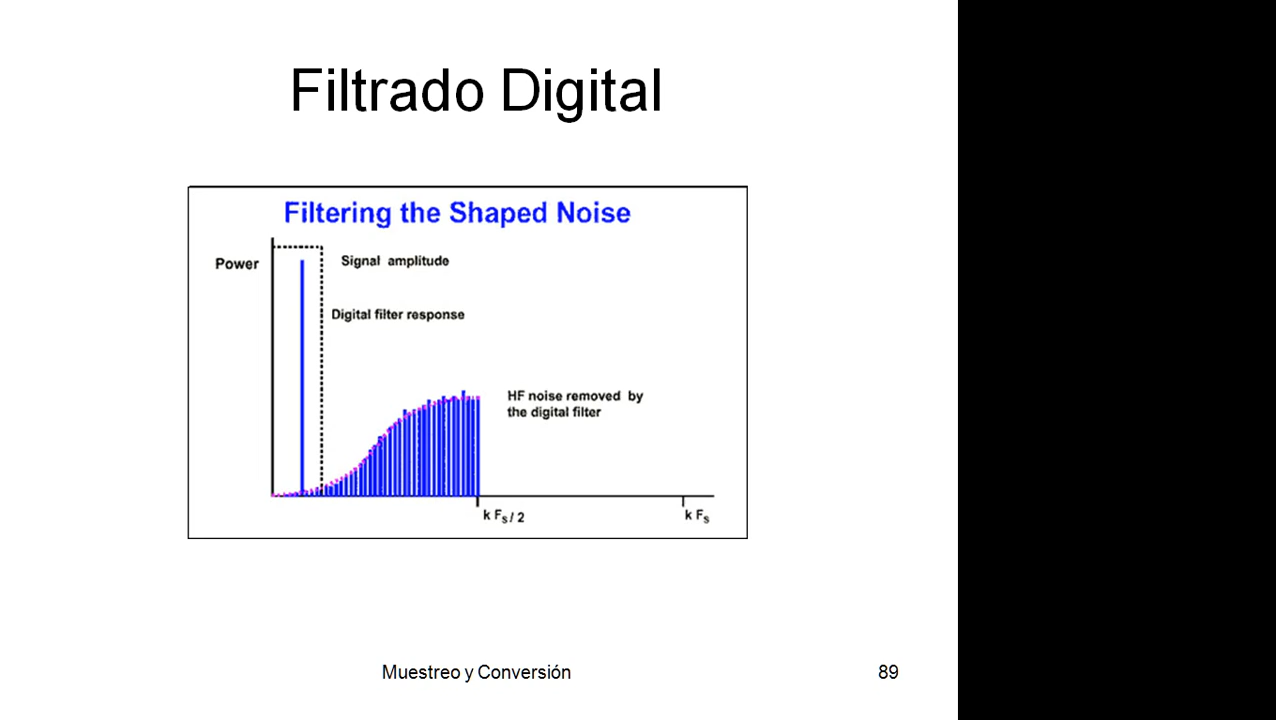 Filtrado Digital
Filtering the Shaped Noise
Power
Signal amplitude
Digital filter response
HF noise removed by
the digital filter
k Fs / 2
k Fs
Muestreo y Conversión
89